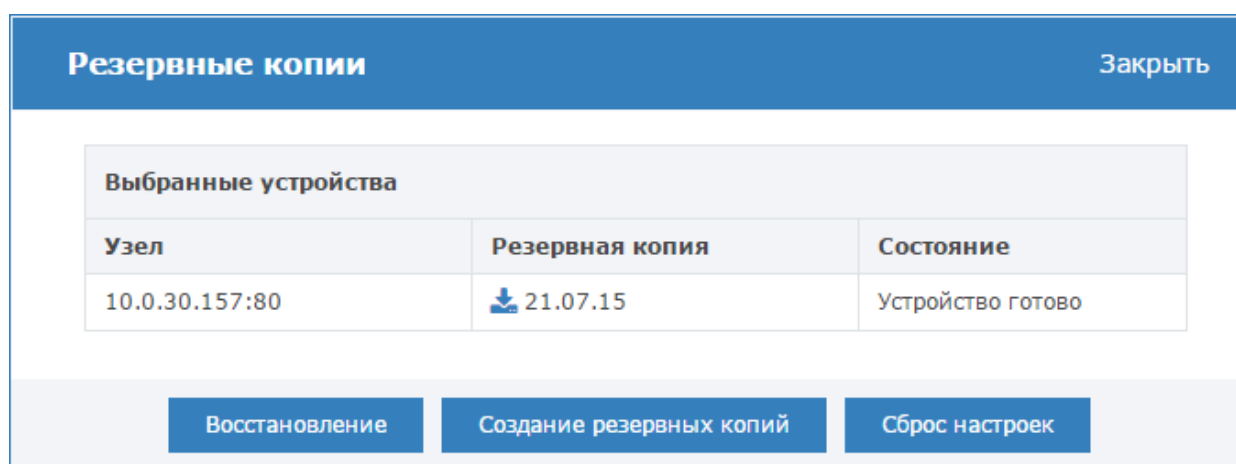 Резервные копии Закрыть
Выбранные устройства
Узел Резервная копия Состояние
10.0.30.157:80 21.07.15 Устройство готово
Восстановление Создание резервных копий Сброс настроек